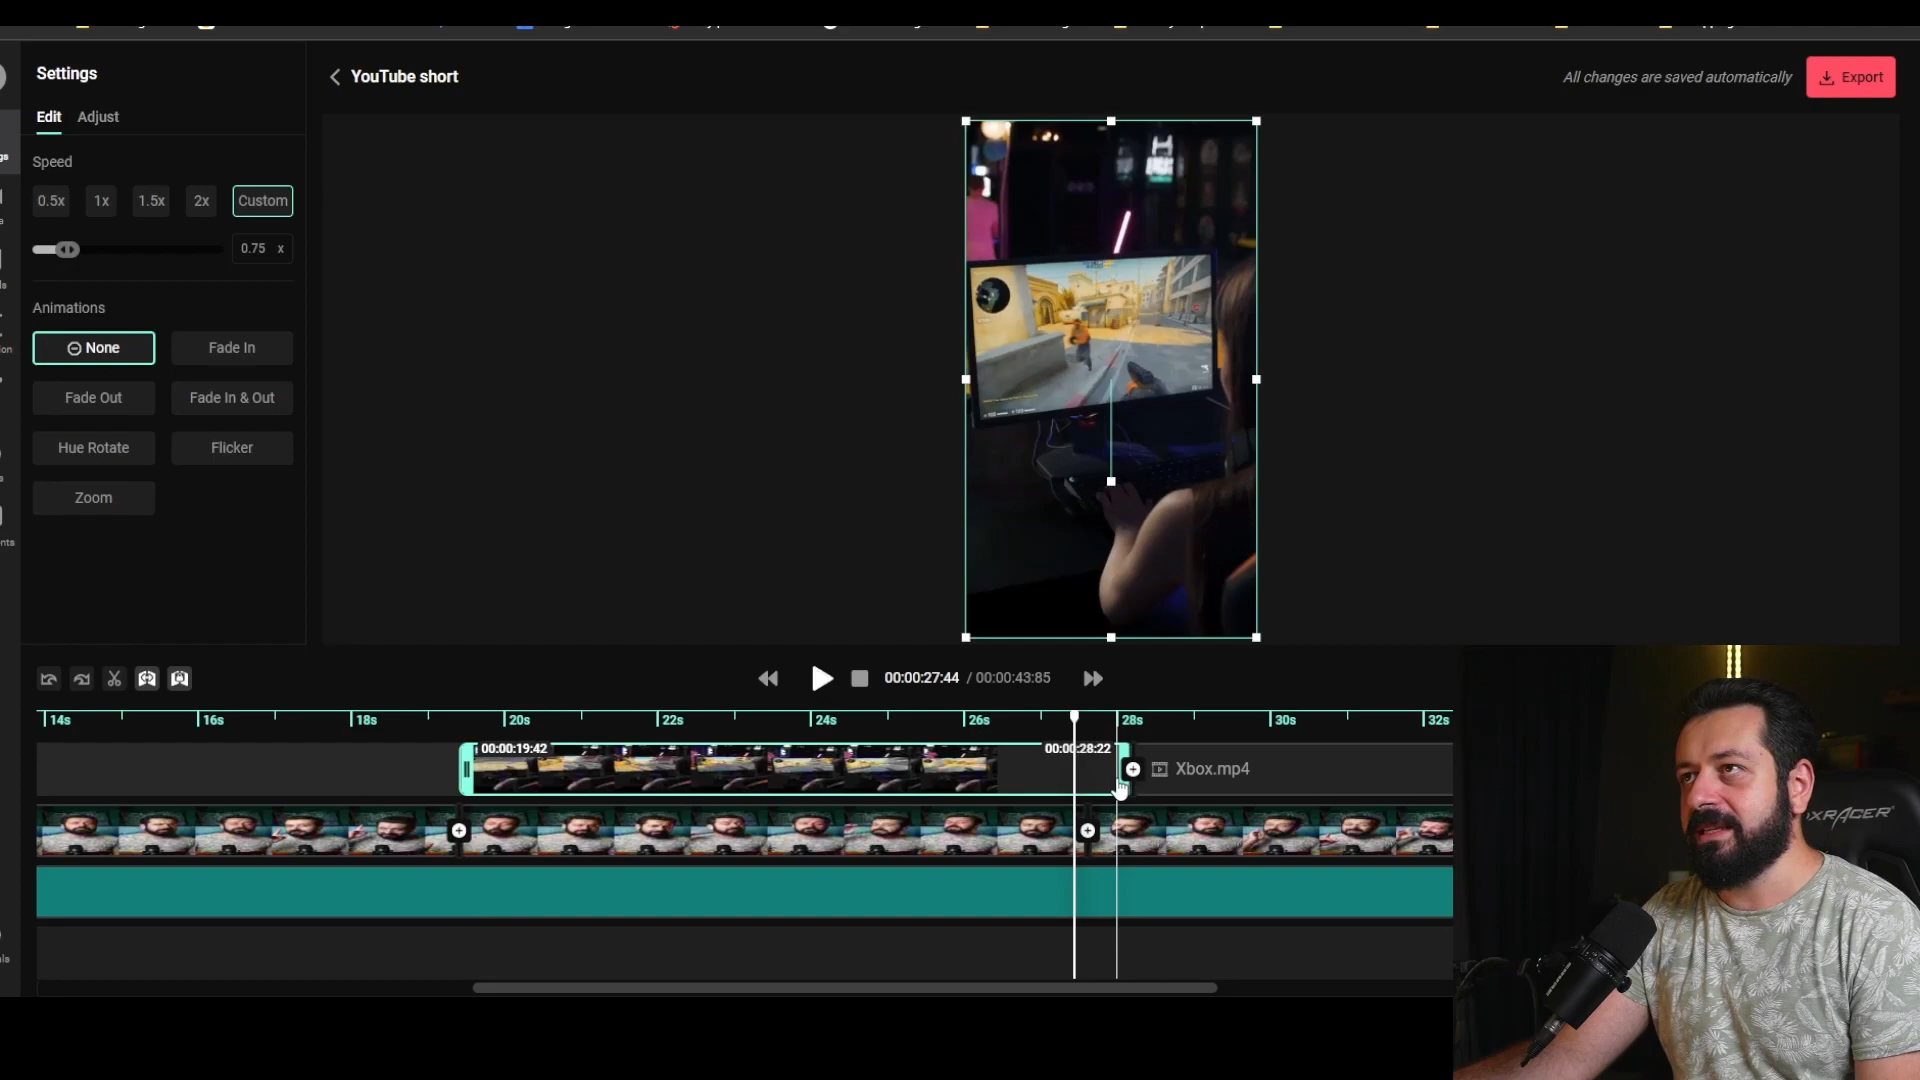 Settings
YouTube short
All changes are saved automatically
Export
Edit
Adjust
Speed
0.5x
1x
1.5x
2x
Custom
0.75 x
Animations
None
Fade In
Fade Out
Fade In & Out
Hue Rotate
Flicker
Zoom
00:00:27:44 / 00:00:43:85
14s
16s
18s
20s
22s
24s
26s
28s
30s
32s
00:00:19:42
00:00:28:22
Xbox.mp4